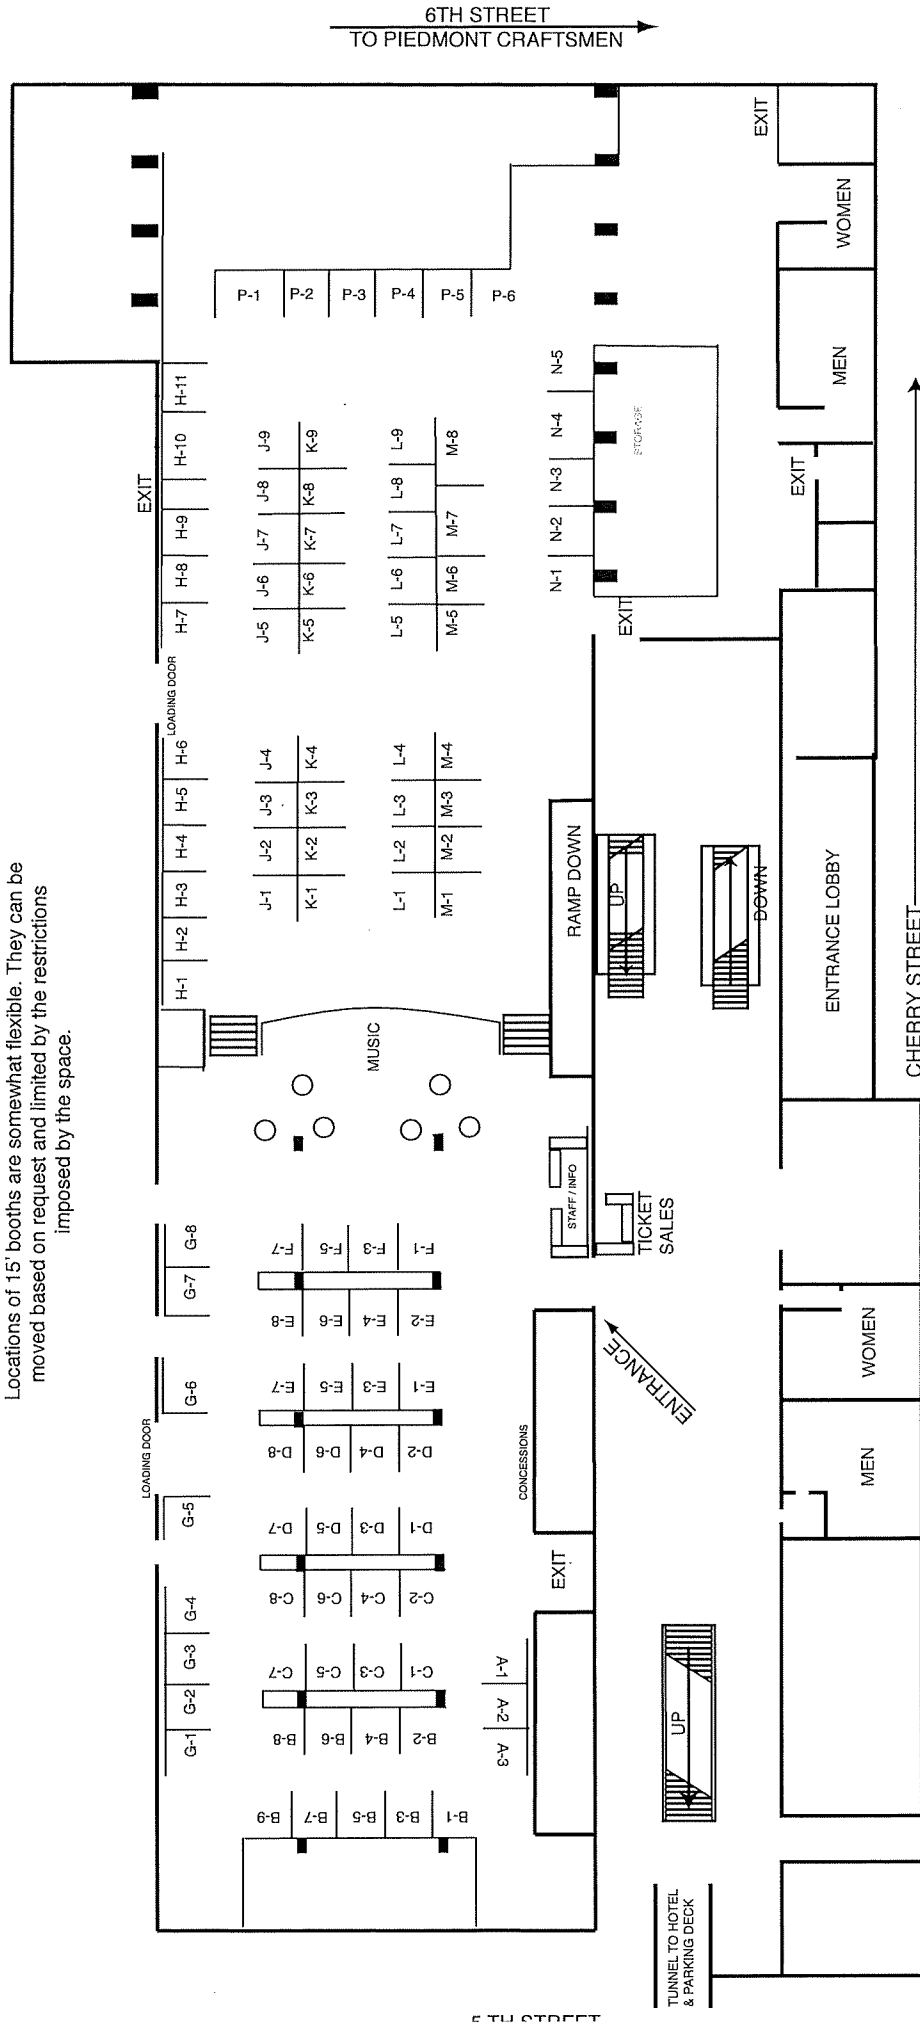 6TH STREET
TO PIEDMONT CRAFTSMEN
EXIT
WOMEN
P-1
P-2
P-3
P-4
P-5
P-6
MEN
H-11
H-10
EXIT
H-9
H-8
H-7
J-9
J-8
J-7
J-6
J-5
K-9
K-8
K-7
K-6
K-5
L-9
L-8
L-7
L-6
L-5
M-8
M-7
M-6
M-5
N-5
N-4
N-3
N-2
N-1
STORAGE
EXIT
EXIT
LOADING DOOR
H-6
H-5
H-4
H-3
H-2
H-1
J-4
J-3
J-2
J-1
K-4
K-3
K-2
K-1
L-4
L-3
L-2
L-1
M-4
M-3
M-2
M-1
RAMP DOWN
UP
DOWN
ENTRANCE LOBBY
CHERRY STREET
Locations of 15' booths are somewhat flexible. They can be
moved based on request and limited by the restrictions
imposed by the space.
MUSIC
STAFF / INFO
TICKET
SALES
G-8
G-7
F-7
F-5
F-3
F-1
E-8
E-6
E-4
E-2
ENTRANCE
WOMEN
G-6
E-7
E-5
E-3
E-1
D-8
D-6
D-4
D-2
LOADING DOOR
CONCESSIONS
MEN
G-5
D-7
D-5
D-3
D-1
C-8
C-6
C-4
C-2
EXIT
G-4
G-3
G-2
G-1
C-7
C-5
C-3
C-1
B-8
B-6
B-4
B-2
A-1
A-2
A-3
UP
B-9
B-7
B-5
B-3
B-1
TUNNEL TO HOTEL
& PARKING DECK
5 TH STREET